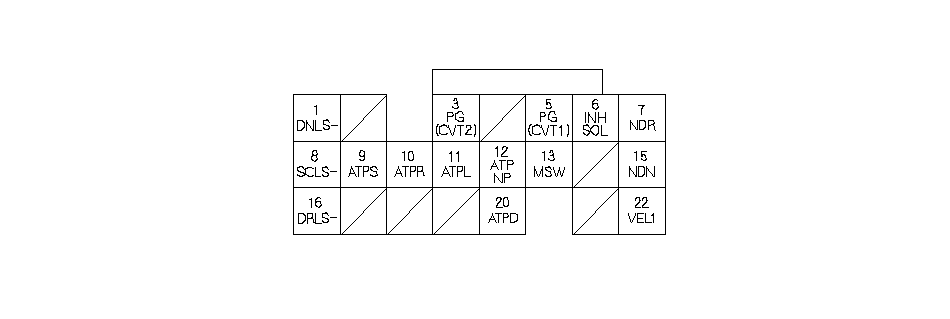 1
DNLS-
3
PG
(CVT2)
5
PG
(CVT1)
6
INH
SOL
7
NDR
8
SCLS-
9
ATPS
10
ATPR
11
ATPL
12
ATP
NP
13
MSW
15
NDN
16
DRLS-
20
ATPD
22
VEL1